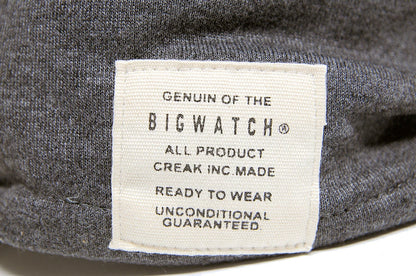 GENUIN OF THE
BIGWATCH®
ALL PRODUCT
CREAK INC.MADE
READY TO WEAR
UNCONDITIONAL
GUARANTEED.